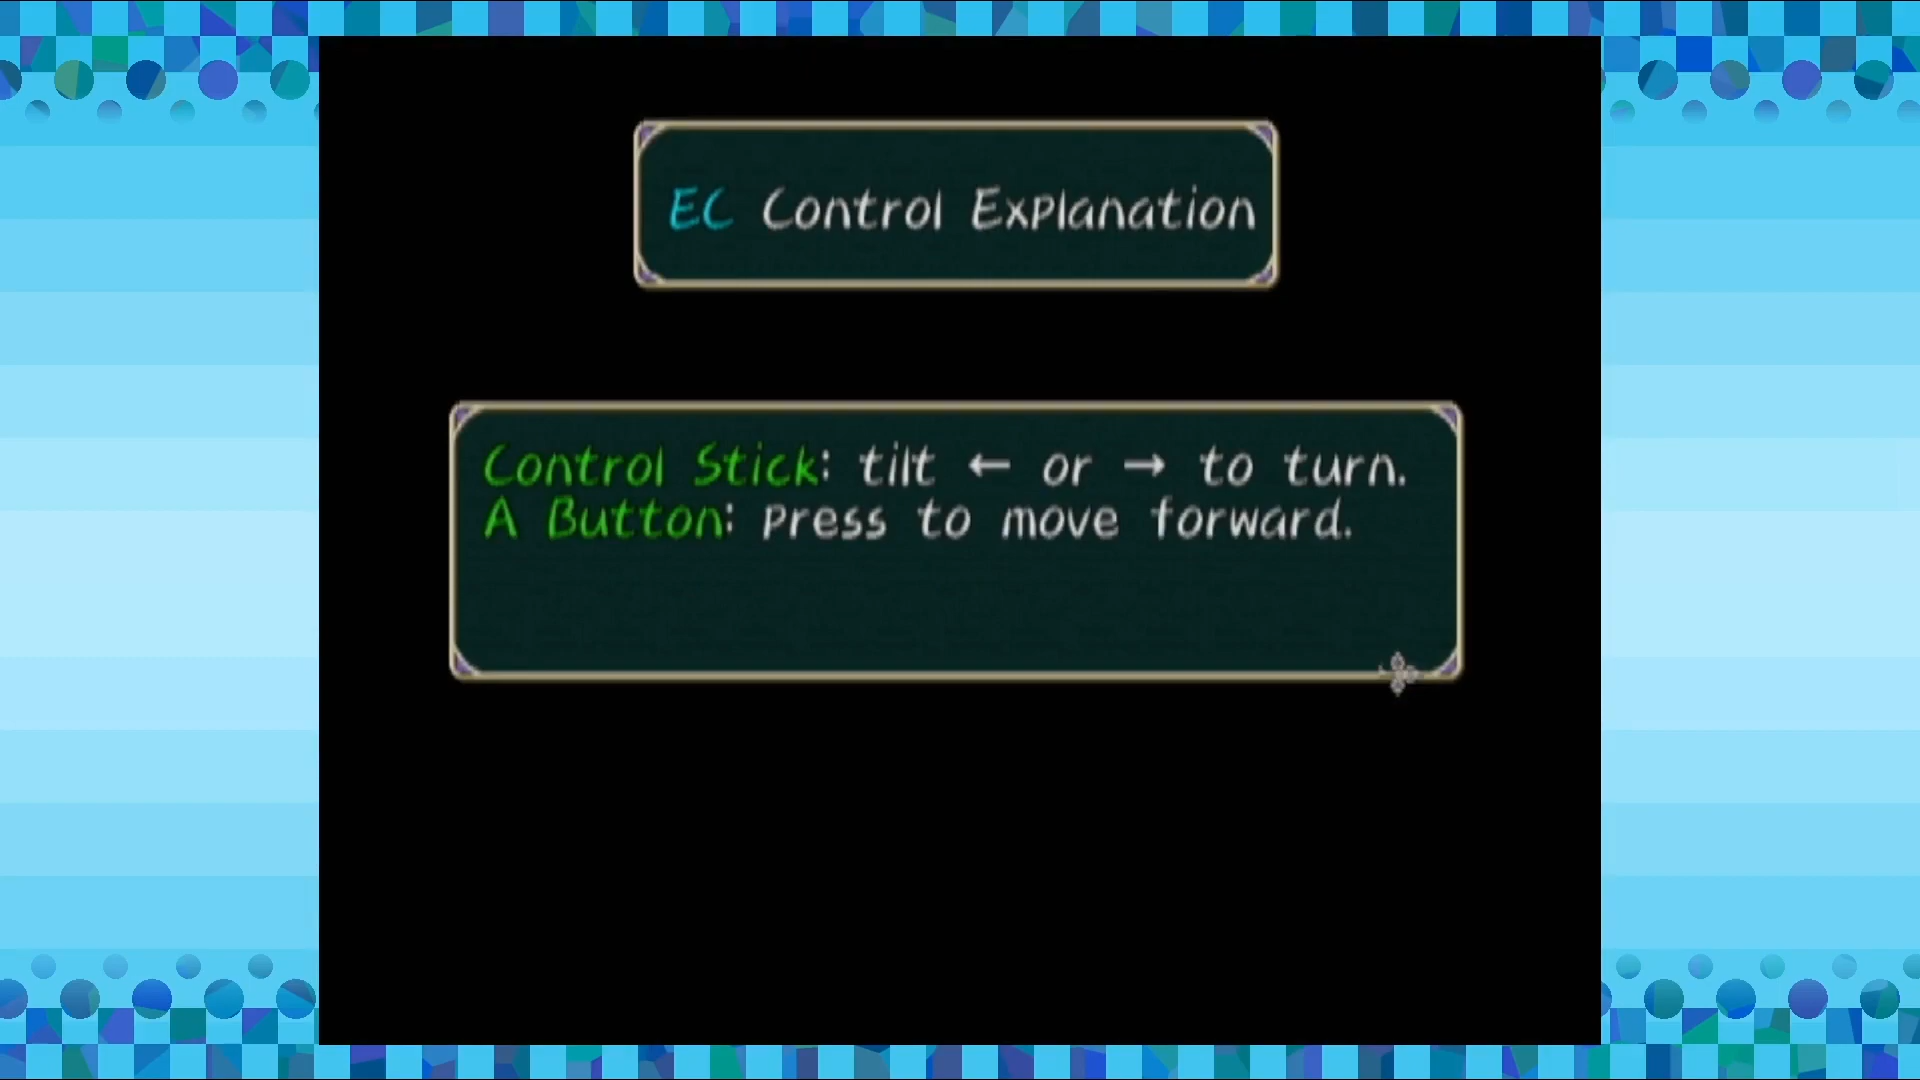 EC Control Explanation
Control Stick: tilt ← or → to turn.
A Button: press to move forward.